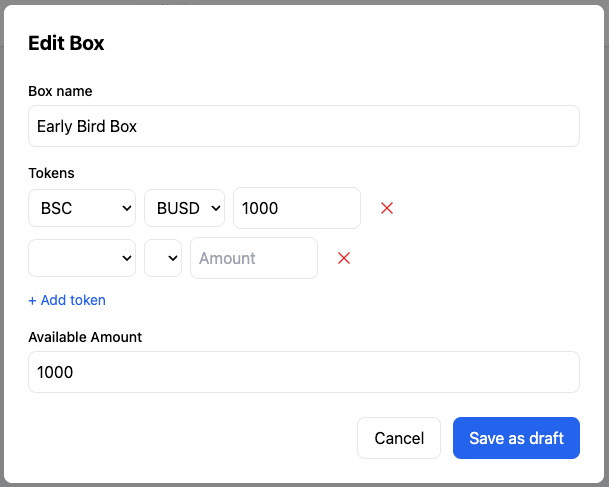 Edit Box
Box name
Early Bird Box
Tokens
BSC BUSD 1000
Amount
+ Add token
Available Amount
1000
Cancel Save as draft